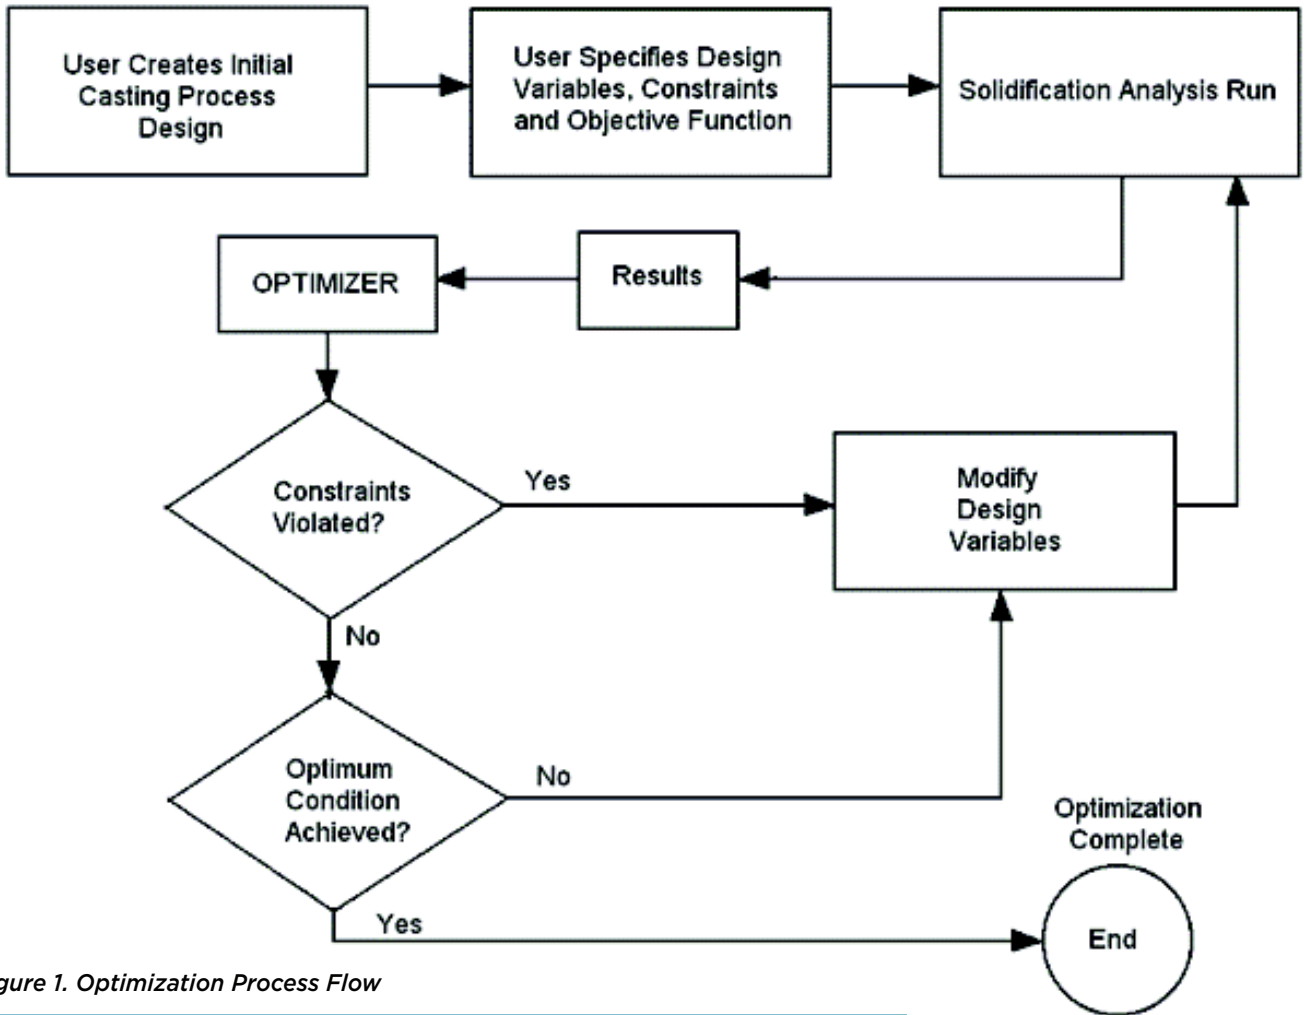 User Creates Initial
Casting Process
Design
User Specifies Design
Variables, Constraints
and Objective Function
Solidification Analysis Run
OPTIMIZER
Results
Constraints
Violated?
Yes
Modify
Design
Variables
No
Optimum
Condition
Achieved?
No
Optimization
Complete
Yes
End
gure 1. Optimization Process Flow